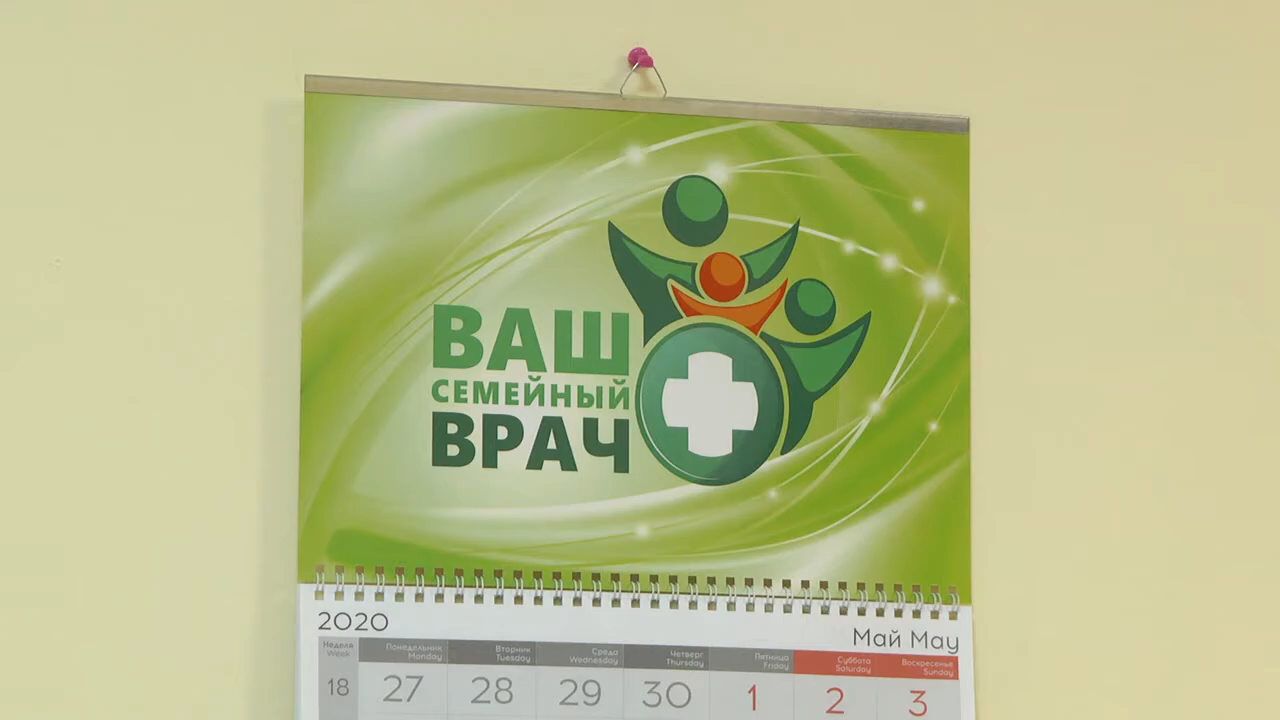 ВАШ
СЕМЕЙНЫЙ
ВРАЧ
2020
Май May
Неделя Понедельник Вторник Среда Четверг Пятница Суббота Воскресенье
Week Monday Tuesday Wednesday Thursday Friday Saturday Sunday
18 27 28 29 30 1 2 3